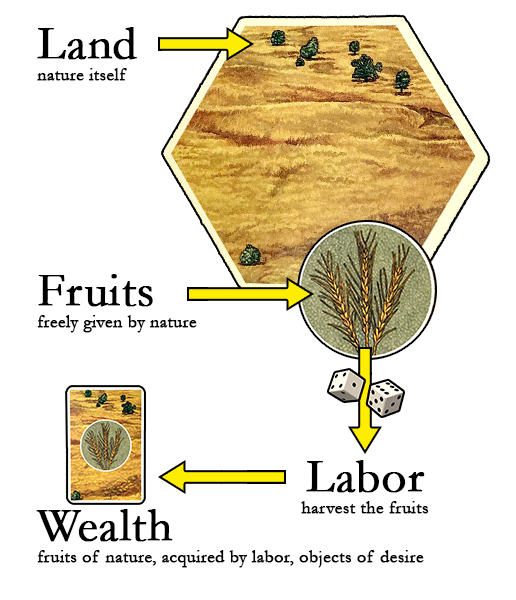 Land
nature itself
Fruits
freely given by nature
Labor
harvest the fruits
Wealth
fruits of nature, acquired by labor, objects of desire